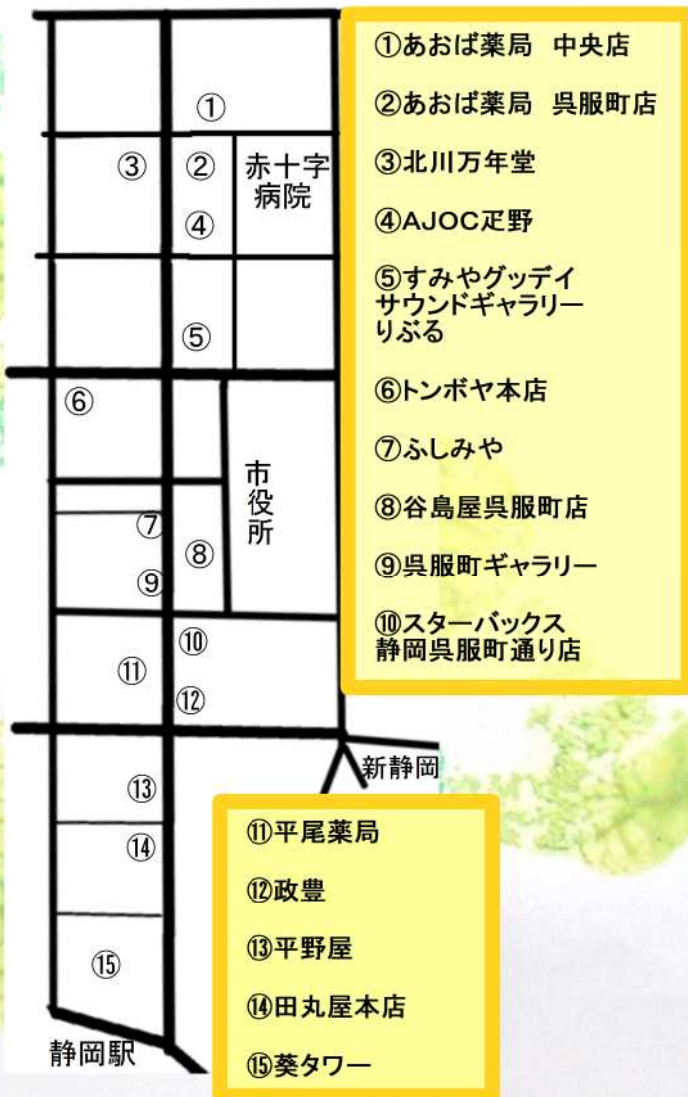 ①
③
②
赤十字
病院
④
⑤
⑥
市役所
⑦
⑧
⑨
⑩
⑪
⑫
新静岡
⑬
⑭
⑮
静岡駅
①あおば薬局 中央店
②あおば薬局 呉服町店
③北川万年堂
④AJOC疋野
⑤すみやグッデイ
サウンドギャラリー
りぶる
⑥トンボヤ本店
⑦ふしみや
⑧谷島屋呉服町店
⑨呉服町ギャラリー
⑩スターバックス
静岡呉服町通り店
⑪平尾薬局
⑫政豊
⑬平野屋
⑭田丸屋本店
⑮葵タワー